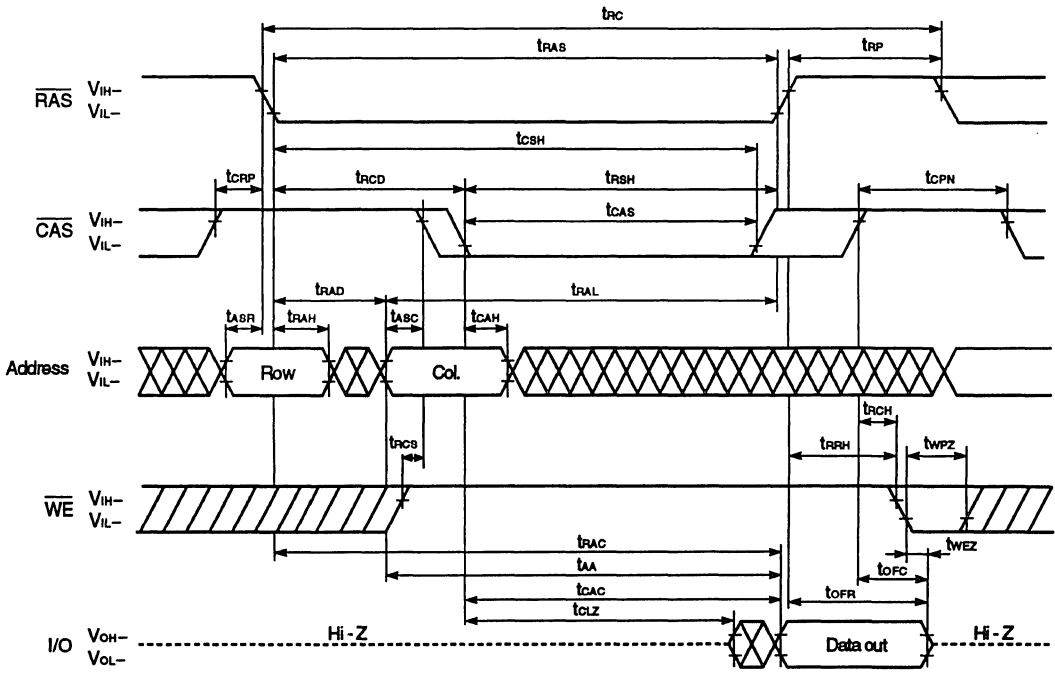 tRC
tRAS
tRP
RAS
VIH–
VIL–
tCSH
tCRP
tRCD
tRSH
tCPN
CAS
VIH–
VIL–
tCAS
tRAD
tRAL
tASR
tRAH
tASC
tCAH
Address
VIH–
VIL–
Row
Col.
tRCH
tRCS
tRRH
tWPZ
WE
VIH–
VIL–
tRAC
tWEZ
tAA
tOFC
tCAC
tOFR
tCLZ
I/O
VOH–
VOL–
Hi - Z
Data out
Hi - Z